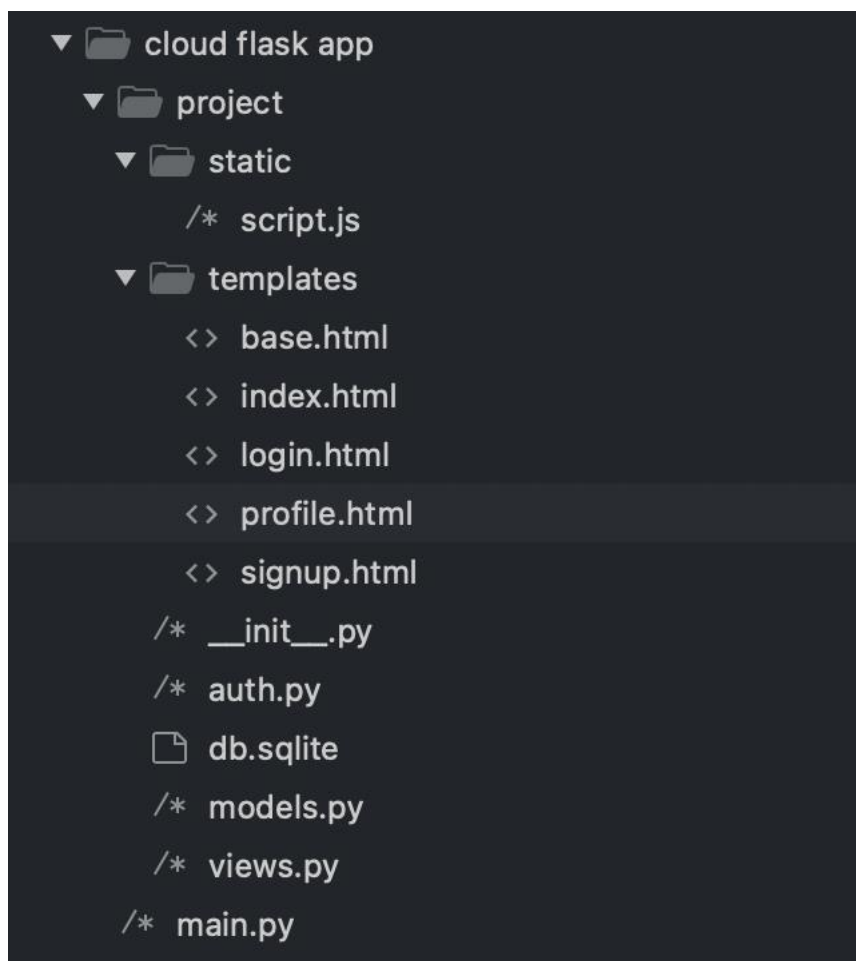 cloud flask app
project
static
/* script.js
templates
<> base.html
<> index.html
<> login.html
<> profile.html
<> signup.html
/* __init__.py
/* auth.py
db.sqlite
/* models.py
/* views.py
/* main.py